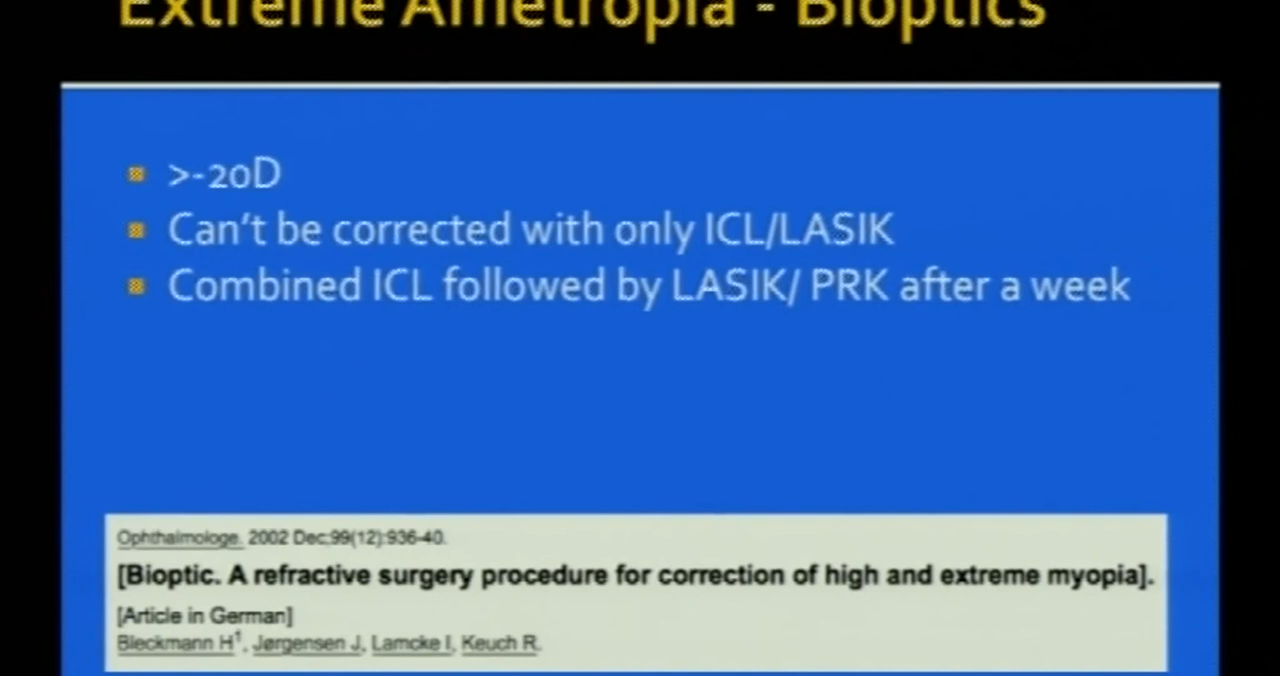 Extreme Ametropia - Bioptics
>-20D
Can't be corrected with only ICL/LASIK
Combined ICL followed by LASIK/ PRK after a week
Ophthalmologe. 2002 Dec;99(12):936-40.
[Bioptic. A refractive surgery procedure for correction of high and extreme myopia].
[Article in German]
Bleckmann H1, Jørgensen J, Lamcke I, Keuch R.